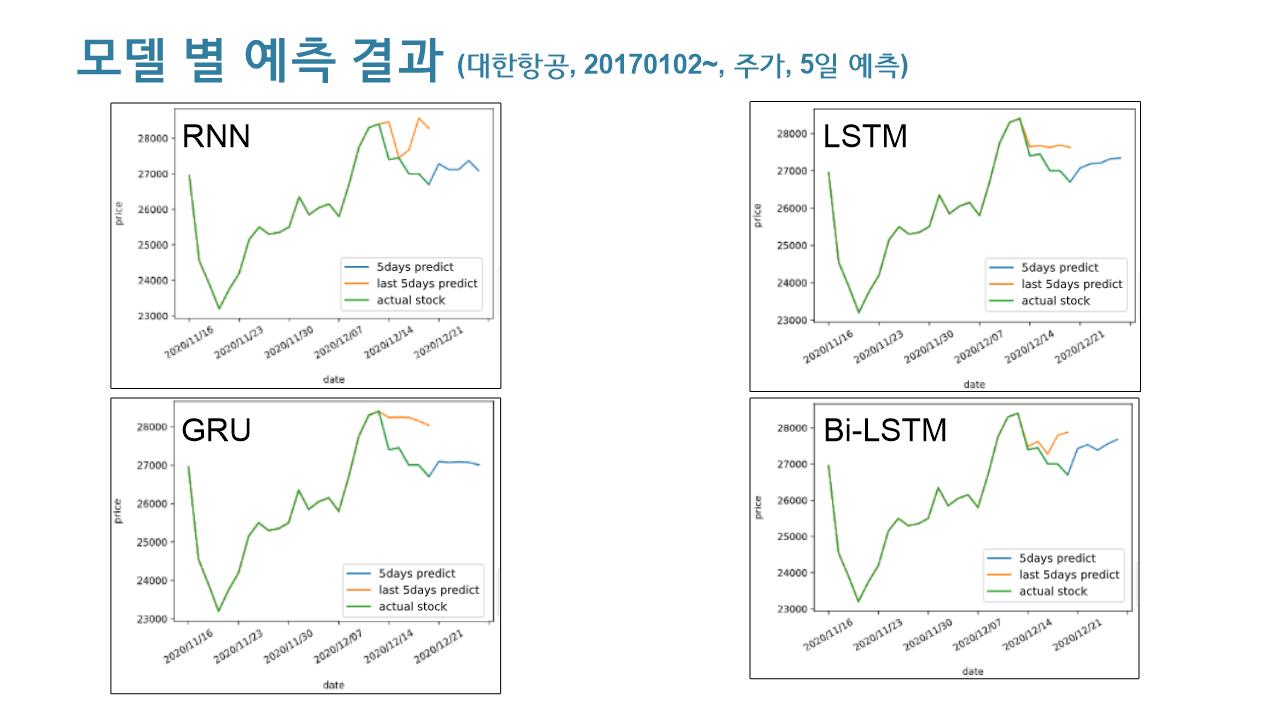 모델 별 예측 결과 (대한항공, 20170102~, 주가, 5일 예측)
RNN
28000
27000
26000
25000
24000
23000
price
5days predict
last 5days predict
actual stock
2020/11/16 2020/11/23 2020/11/30 2020/12/07 2020/12/14 2020/12/21
date
LSTM
28000
27000
26000
25000
24000
23000
price
5days predict
last 5days predict
actual stock
2020/11/16 2020/11/23 2020/11/30 2020/12/07 2020/12/14 2020/12/21
date
GRU
28000
27000
26000
25000
24000
23000
price
5days predict
last 5days predict
actual stock
2020/11/16 2020/11/23 2020/11/30 2020/12/07 2020/12/14 2020/12/21
date
Bi-LSTM
28000
27000
26000
25000
24000
23000
price
5days predict
last 5days predict
actual stock
2020/11/16 2020/11/23 2020/11/30 2020/12/07 2020/12/14 2020/12/21
date